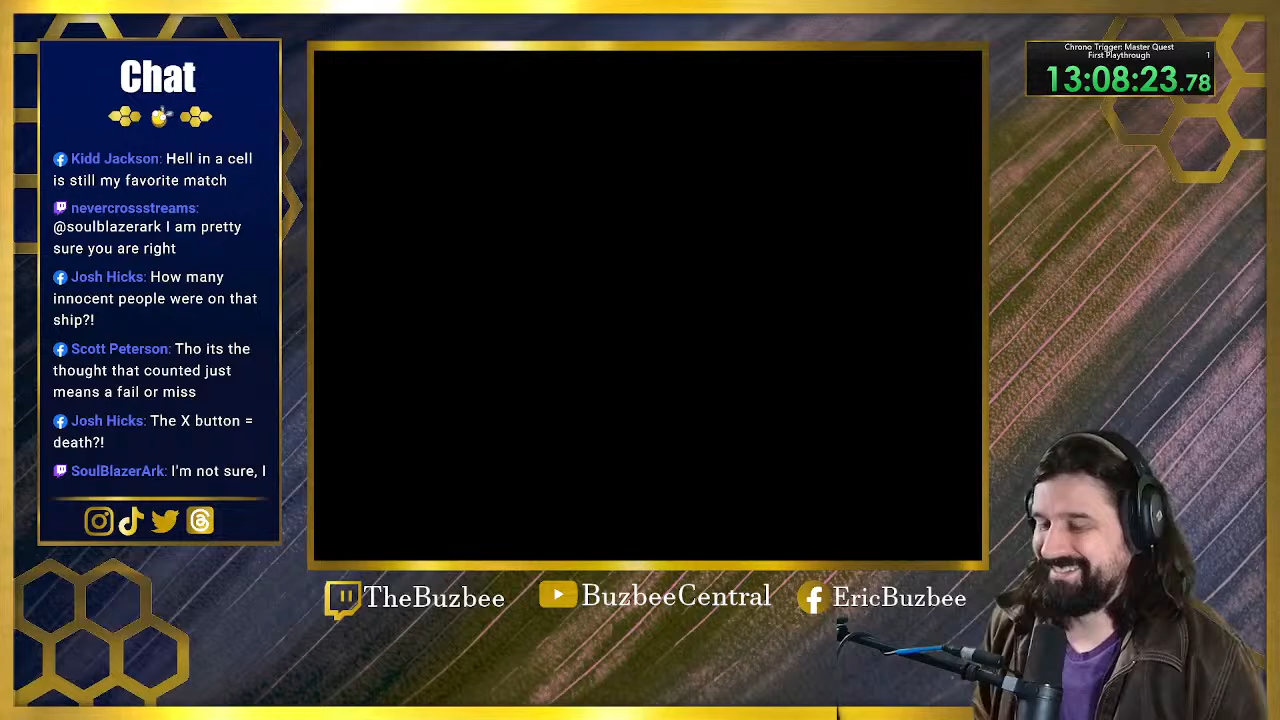 Chat
Kidd Jackson: Hell in a cell
is still my favorite match
nevercrossstreams:
@soulblazerark I am pretty
sure you are right
Josh Hicks: How many
innocent people were on that
ship?!
Scott Peterson: Tho its the
thought that counted just
means a fail or miss
Josh Hicks: The X button =
death?!
SoulBlazerArk: I'm not sure, I
Chrono Trigger: Master Quest
First Playthrough 1
13:08:23.78
TheBuzbee
BuzbeeCentral
EricBuzbee